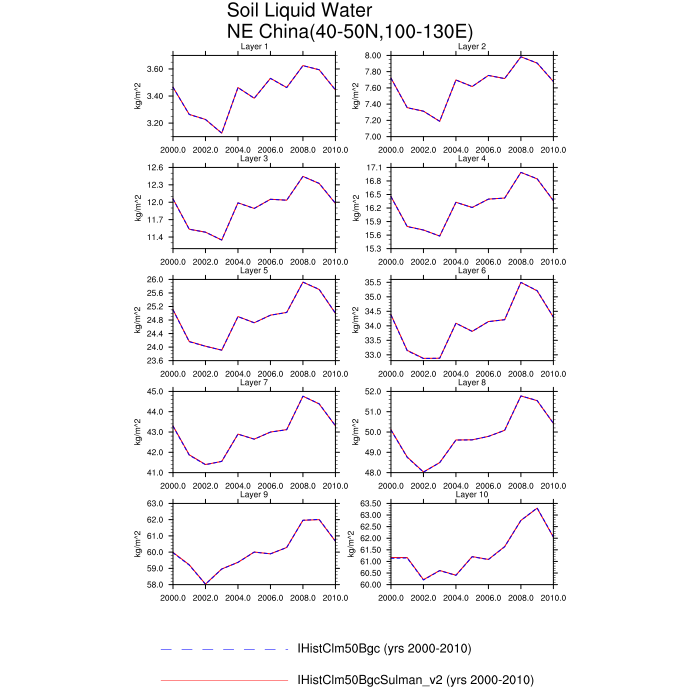 Soil Liquid Water
NE China(40-50N,100-130E)
Layer 1
kg/m^2
3.60
3.40
3.20
2000.0 2002.0 2004.0 2006.0 2008.0 2010.0
Layer 2
kg/m^2
8.00
7.80
7.60
7.40
7.20
7.00
2000.0 2002.0 2004.0 2006.0 2008.0 2010.0
Layer 3
kg/m^2
12.6
12.3
12.0
11.7
11.4
2000.0 2002.0 2004.0 2006.0 2008.0 2010.0
Layer 4
kg/m^2
17.1
16.8
16.5
16.2
15.9
15.6
15.3
2000.0 2002.0 2004.0 2006.0 2008.0 2010.0
Layer 5
kg/m^2
26.0
25.6
25.2
24.8
24.4
24.0
23.6
2000.0 2002.0 2004.0 2006.0 2008.0 2010.0
Layer 6
kg/m^2
35.5
35.0
34.5
34.0
33.5
33.0
2000.0 2002.0 2004.0 2006.0 2008.0 2010.0
Layer 7
kg/m^2
45.0
44.0
43.0
42.0
41.0
2000.0 2002.0 2004.0 2006.0 2008.0 2010.0
Layer 8
kg/m^2
52.0
51.0
50.0
49.0
48.0
2000.0 2002.0 2004.0 2006.0 2008.0 2010.0
Layer 9
kg/m^2
63.0
62.0
61.0
60.0
59.0
58.0
2000.0 2002.0 2004.0 2006.0 2008.0 2010.0
Layer 10
kg/m^2
63.50
63.00
62.50
62.00
61.50
61.00
60.50
60.00
2000.0 2002.0 2004.0 2006.0 2008.0 2010.0
IHistClm50Bgc (yrs 2000-2010)
IHistClm50BgcSulman_v2 (yrs 2000-2010)